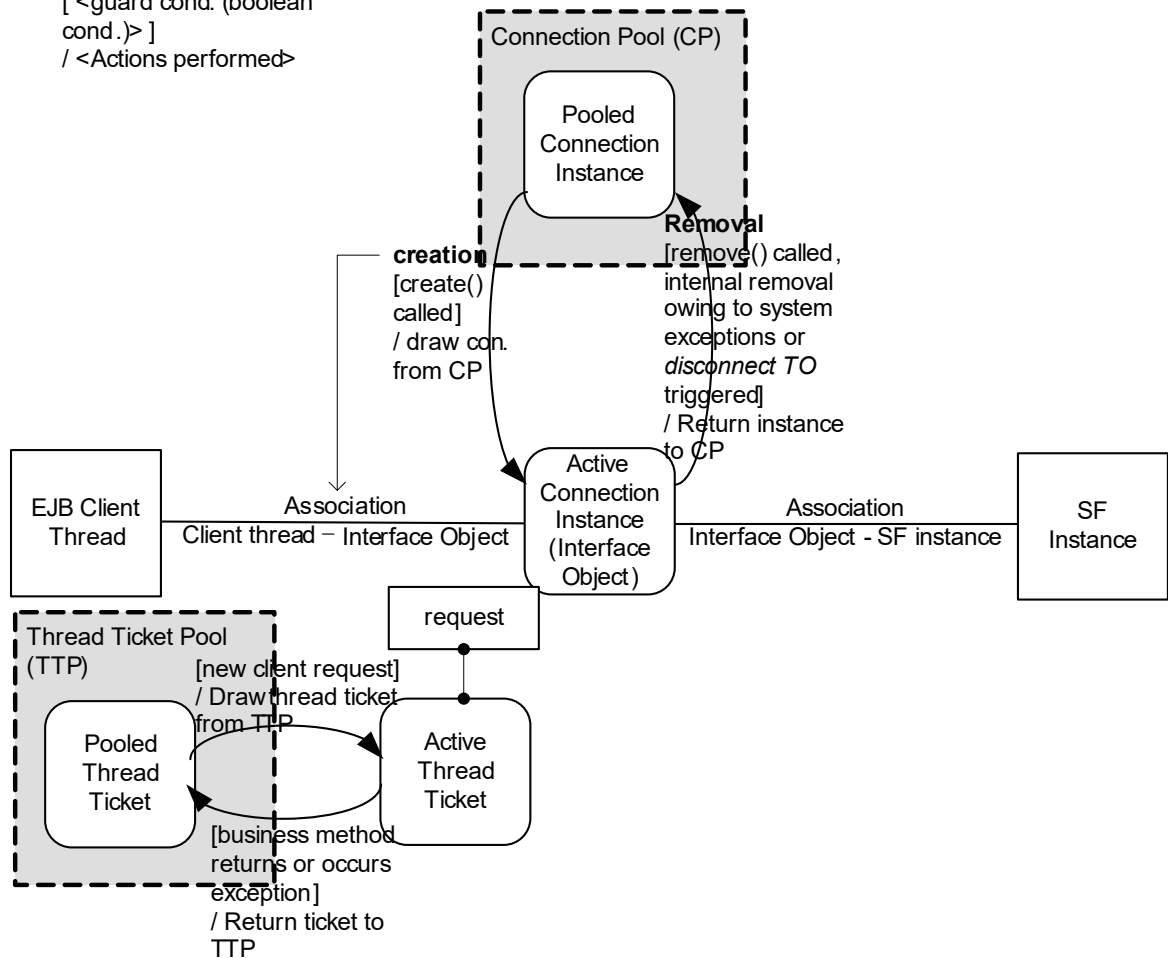 [ <guard cond. (boolean
cond.)> ]
/ <Actions performed>
Connection Pool (CP)
Pooled
Connection
Instance
creation
[create()
called]
/ draw con.
from CP
Removal
[remove() called,
internal removal
owing to system
exceptions or
disconnect TO
triggered]
/ Return instance
to CP
EJB Client
Thread
Association
Client thread – Interface Object
Active
Connection
Instance
(Interface
Object)
Association
Interface Object - SF instance
SF
Instance
request
Thread Ticket Pool
(TTP)
[new client request]
/ Draw thread ticket
from TTP
Pooled
Thread
Ticket
Active
Thread
Ticket
[business method
returns or occurs
exception]
/ Return ticket to
TTP